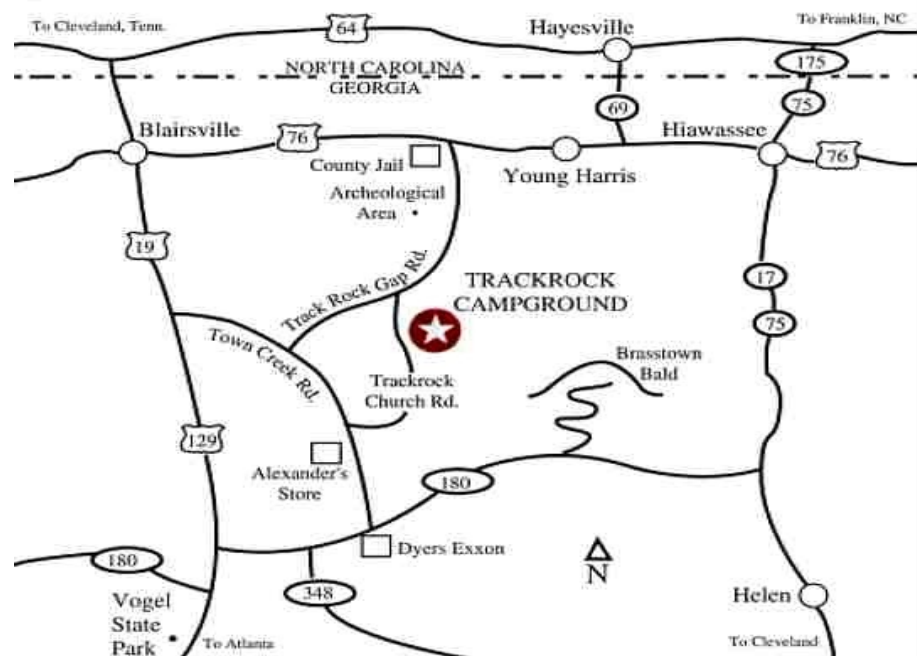 To Cleveland, Tenn.
64
Hayesville
To Franklin, NC
175
NORTH CAROLINA
GEORGIA
69
75
Blairsville
76
Hiawassee
76
County Jail
Young Harris
Archeological
Area
19
Track Rock Gap Rd.
TRACKROCK
CAMPGROUND
17
75
Town Creek Rd.
Brasstown
Bald
Trackrock
Church Rd.
129
Alexander's
Store
180
Dyers Exxon
N
180
348
Vogel
State
Park
To Atlanta
Helen
To Cleveland